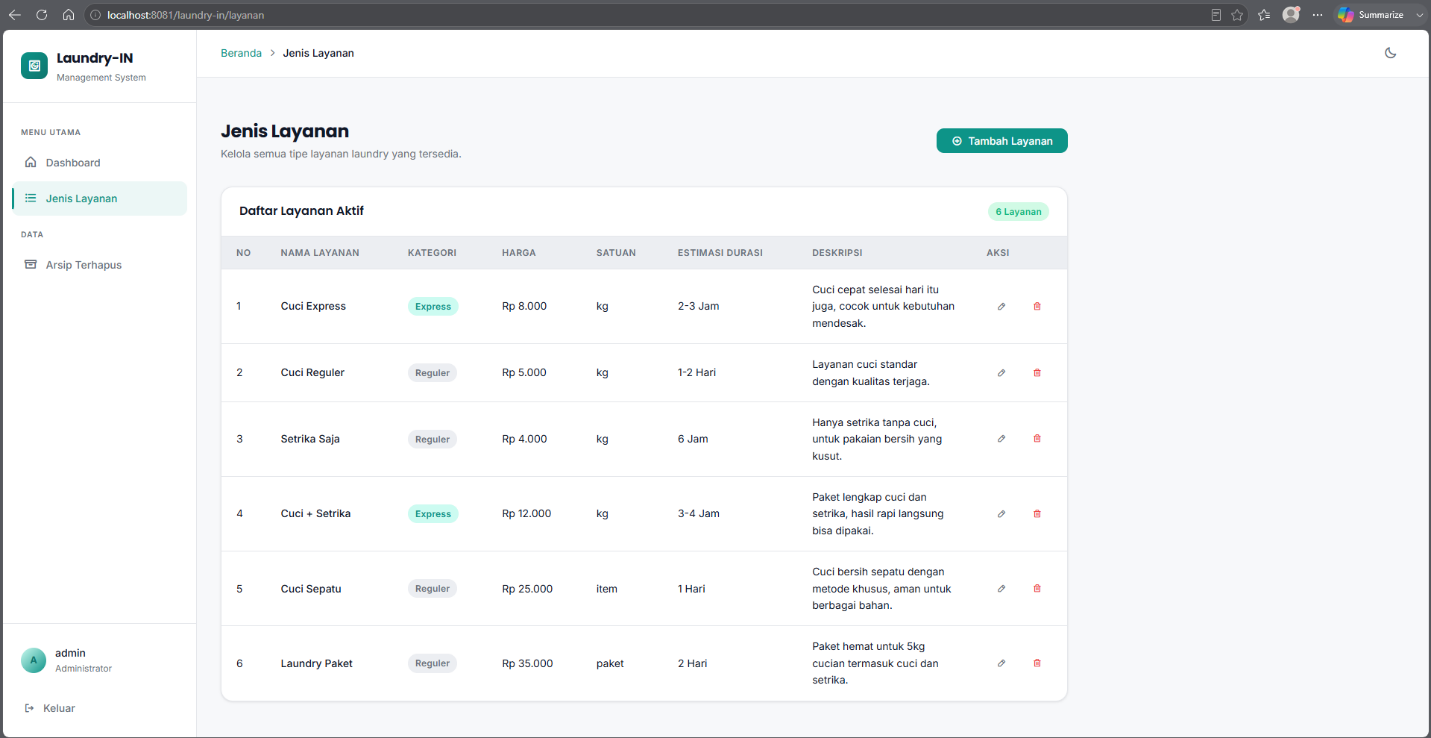 localhost:8081/laundry-in/layanan
Summarize
Laundry-IN
Management System
Beranda > Jenis Layanan
MENU UTAMA
Dashboard
Jenis Layanan
DATA
Arsip Terhapus
Jenis Layanan
Kelola semua tipe layanan laundry yang tersedia.
Tambah Layanan
Daftar Layanan Aktif
6 Layanan
NO NAMA LAYANAN KATEGORI HARGA SATUAN ESTIMASI DURASI DESKRIPSI AKSI
1 Cuci Express Express Rp 8.000 kg 2-3 Jam
Cuci cepat selesai hari itu
juga, cocok untuk kebutuhan
mendesak.
2 Cuci Reguler Reguler Rp 5.000 kg 1-2 Hari
Layanan cuci standar
dengan kualitas terjaga.
3 Setrika Saja Reguler Rp 4.000 kg 6 Jam
Hanya setrika tanpa cuci,
untuk pakaian bersih yang
kusut.
4 Cuci + Setrika Express Rp 12.000 kg 3-4 Jam
Paket lengkap cuci dan
setrika, hasil rapi langsung
bisa dipakai.
5 Cuci Sepatu Reguler Rp 25.000 item 1 Hari
Cuci bersih sepatu dengan
metode khusus, aman untuk
berbagai bahan.
6 Laundry Paket Reguler Rp 35.000 paket 2 Hari
Paket hemat untuk 5kg
cucian termasuk cuci dan
setrika.
A
admin
Administrator
Keluar